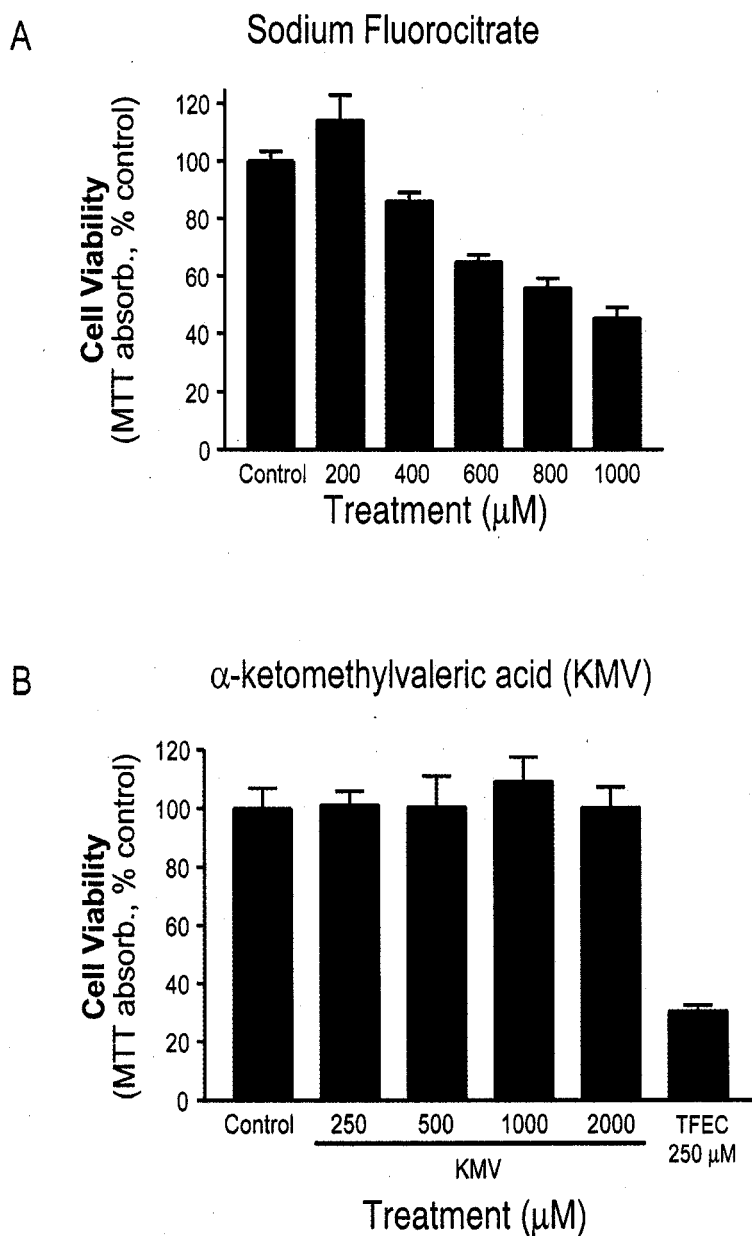 A
Sodium Fluorocitrate
Cell Viability
(MTT absorb., % control)
120
100
80
60
40
20
0
Control 200 400 600 800 1000
Treatment (μM)
B
α-ketomethylvaleric acid (KMV)
Cell Viability
(MTT absorb., % control)
120
100
80
60
40
20
0
Control 250 500 1000 2000 TFEC
250 μM
KMV
Treatment (μM)